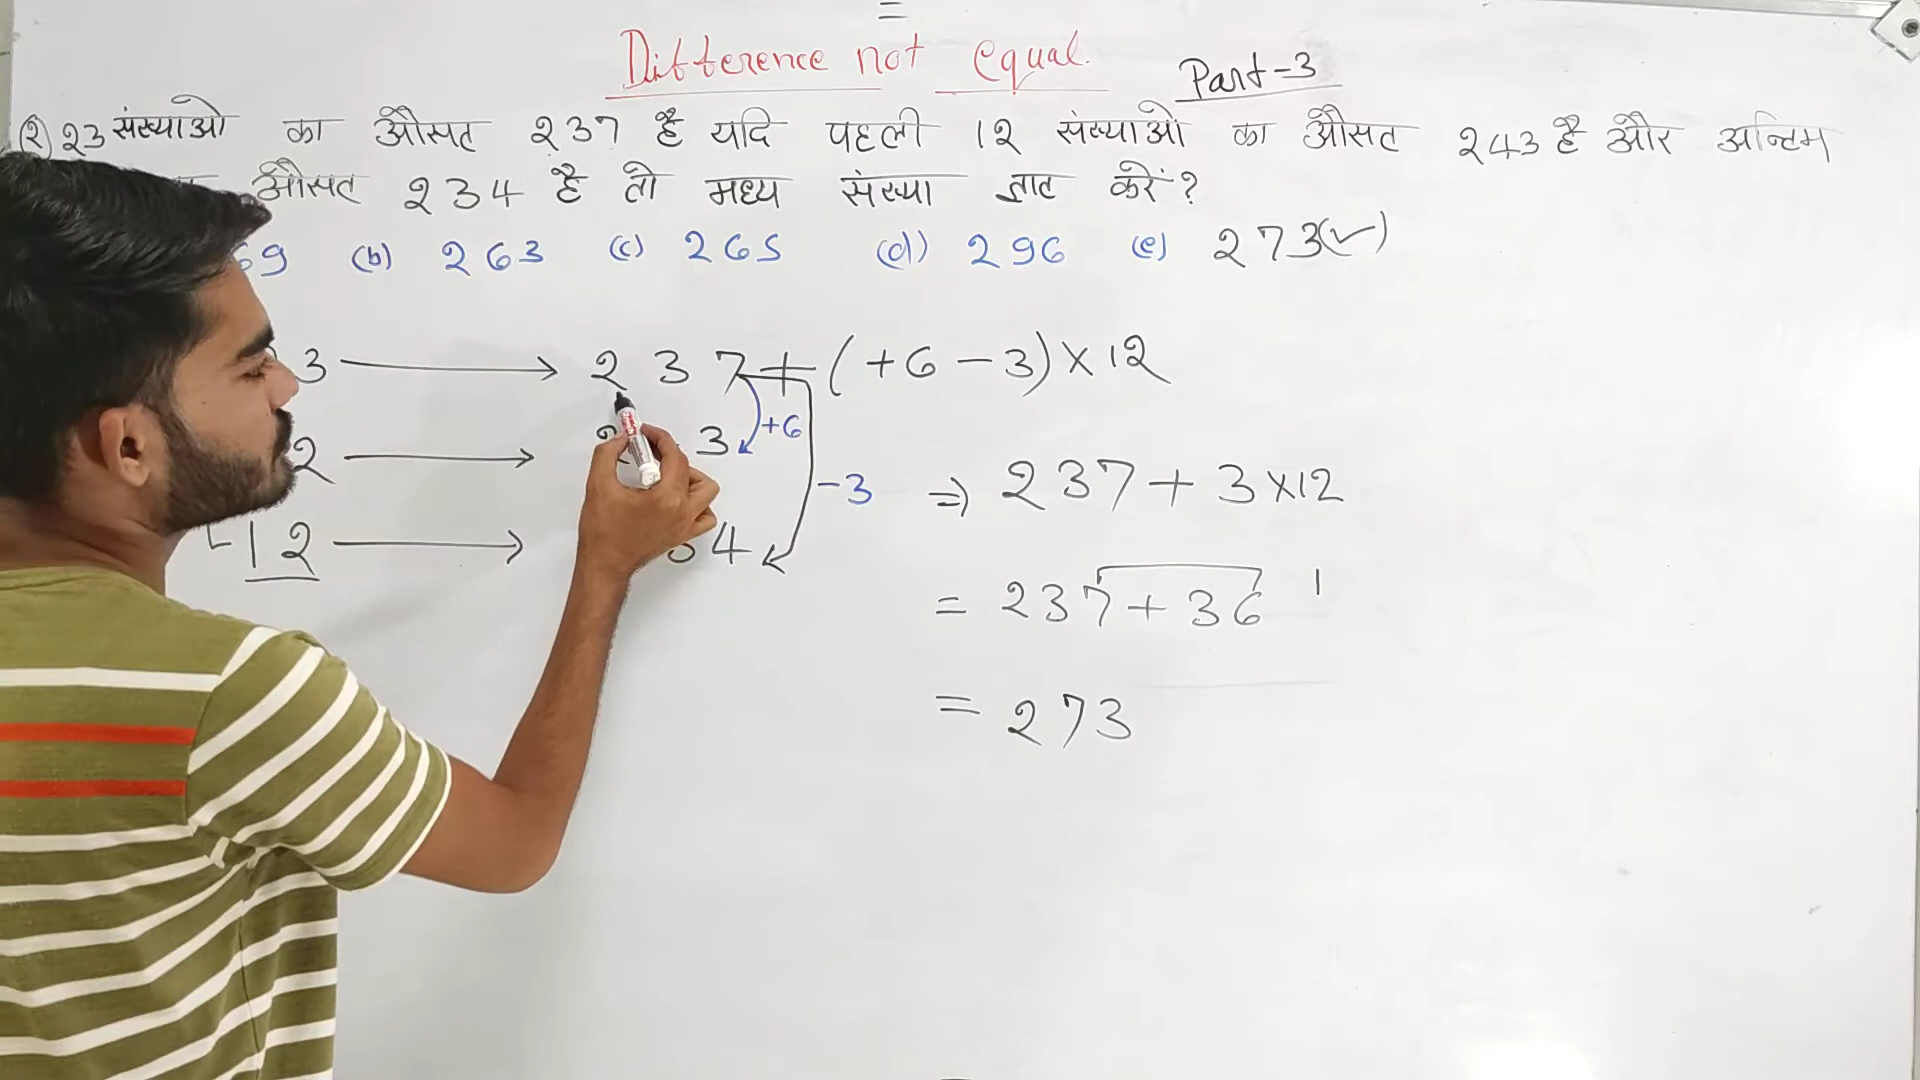 Difference not equal.
Part-3
(2) 23 संख्याओ का औसत 237 है यदि पहली 12 संख्याओ का औसत 243 है और अन्तिम
औसत 234 है तो मध्य संख्या ज्ञात करें?
69 (b) 263 (c) 265 (d) 296 (e) 273(✓)
3 → 237 + (+6 -3) × 12
2 → 3 +6
-3
12 → 34
⇒ 237 + 3 × 12
= 237 + 36
= 273